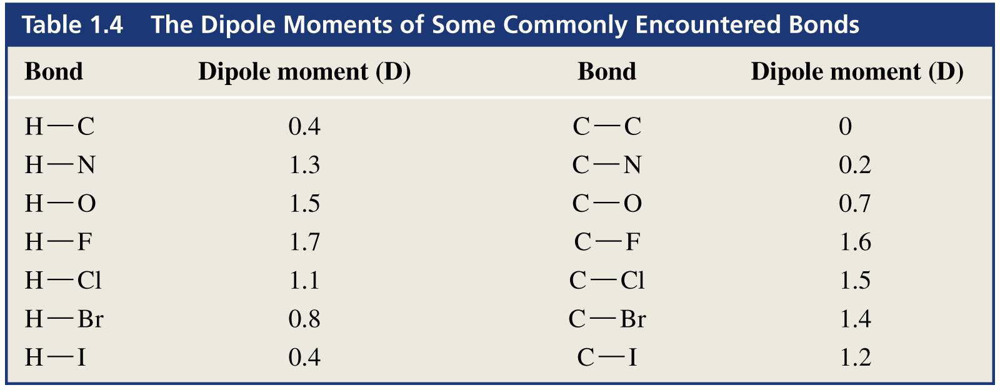 Table 1.4 The Dipole Moments of Some Commonly Encountered Bonds
Bond Dipole moment (D) Bond Dipole moment (D)
H—C 0.4 C—C 0
H—N 1.3 C—N 0.2
H—O 1.5 C—O 0.7
H—F 1.7 C—F 1.6
H—Cl 1.1 C—Cl 1.5
H—Br 0.8 C—Br 1.4
H—I 0.4 C—I 1.2